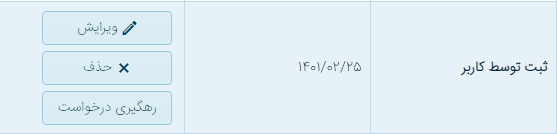 ثبت توسط کاربر
۱۴۰۱/۰۲/۲۵
ویرایش
حذف
رهگیری درخواست